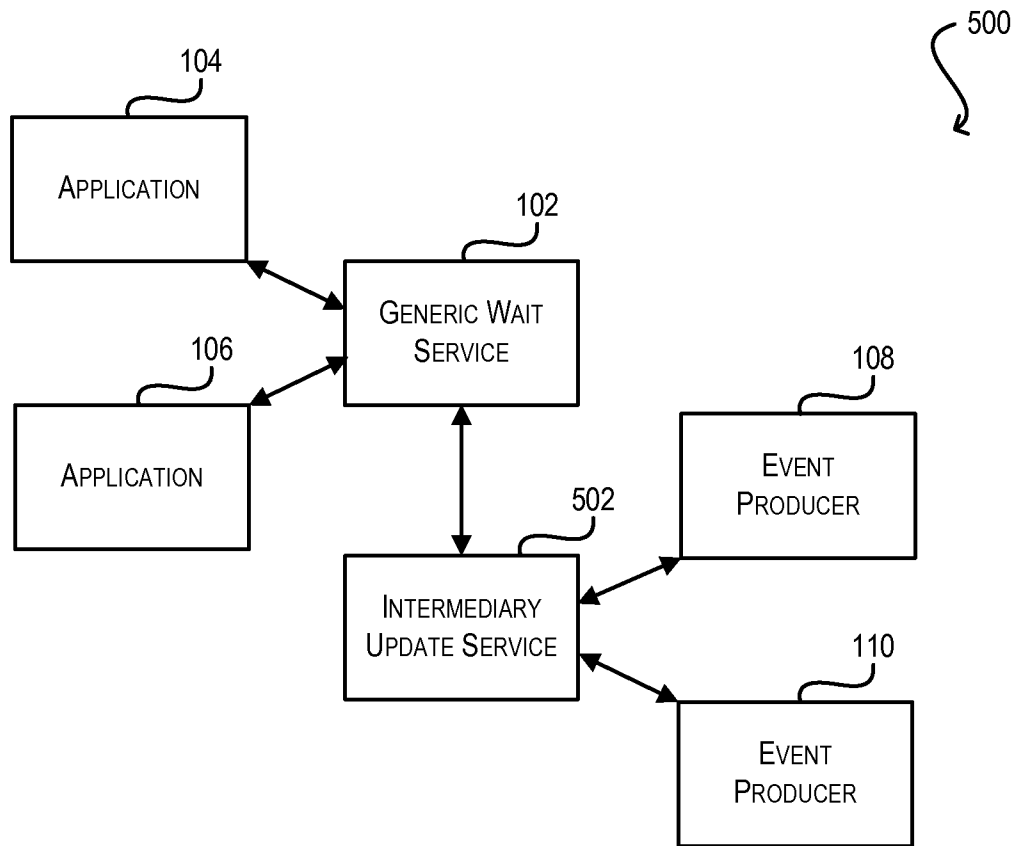 500
104
APPLICATION
102
GENERIC WAIT
SERVICE
106
APPLICATION
108
EVENT
PRODUCER
502
INTERMEDIARY
UPDATE SERVICE
110
EVENT
PRODUCER